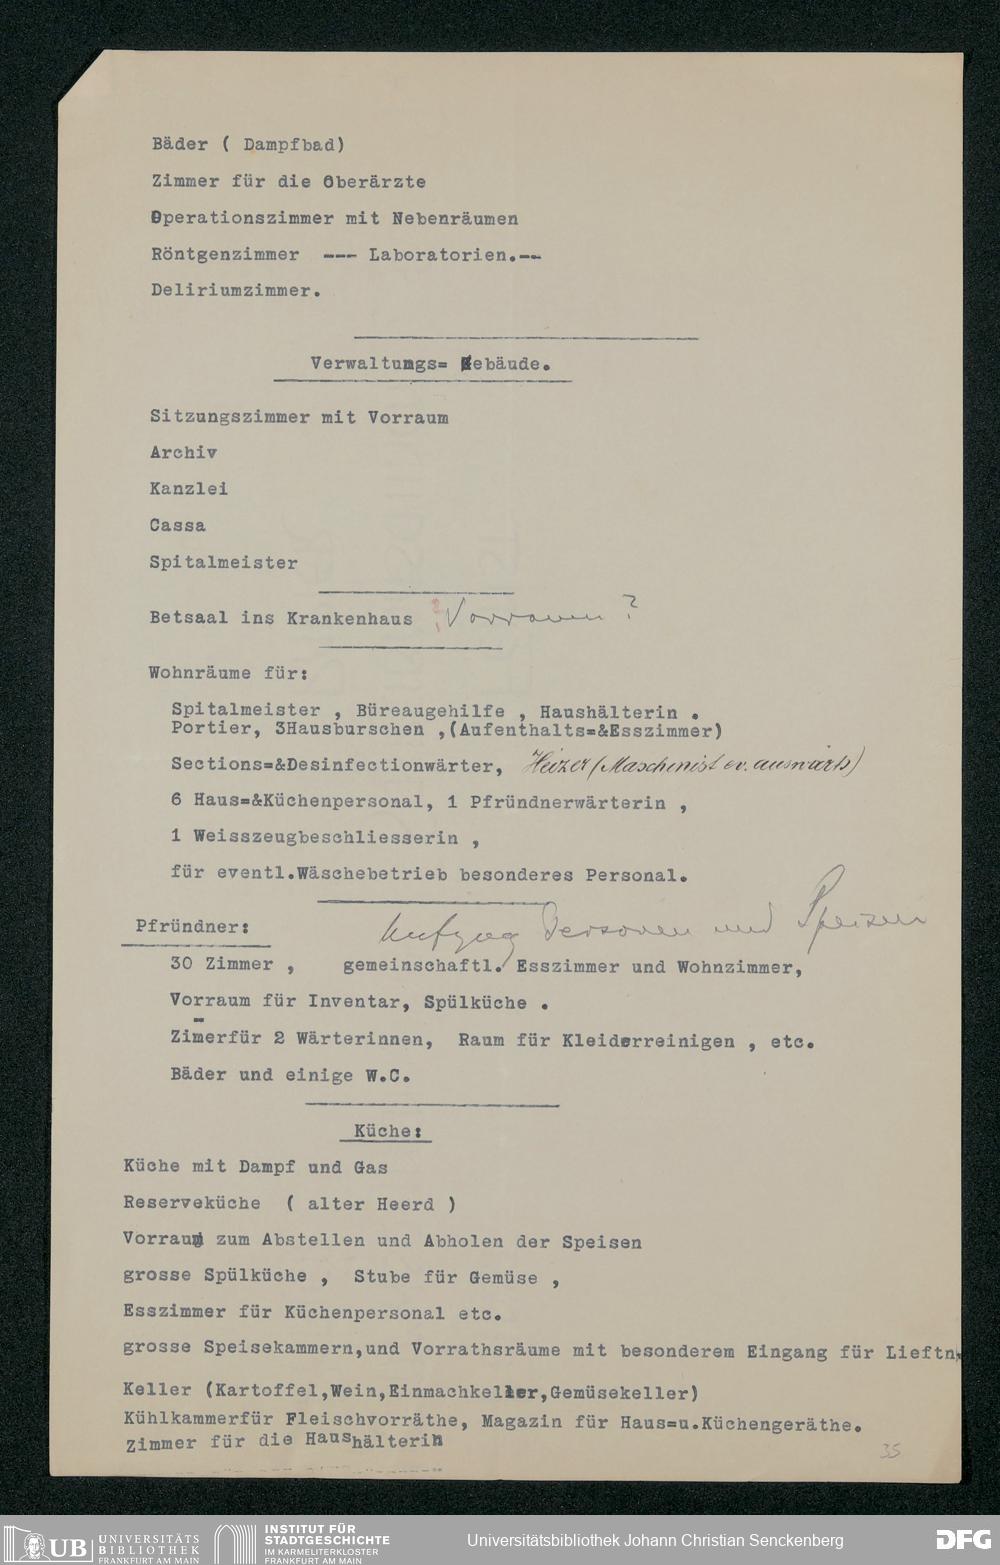 Bäder ( Dampfbad)
Zimmer für die Oberärzte
Operationszimmer mit Nebenräumen
Röntgenzimmer --- Laboratorien.--
Deliriumzimmer.
Verwaltungs= Gebäude.
Sitzungszimmer mit Vorraum
Archiv
Kanzlei
Cassa
Spitalmeister
Betsaal ins Krankenhaus ? Vorraum ?
Wohnräume für:
Spitalmeister , Büreaugehilfe , Haushälterin .
Portier, 3Hausburschen ,(Aufenthalts=&Esszimmer)
Sections=&Desinfectionwärter, Heizer (Maschinist ev. auswärts)
6 Haus=&Küchenpersonal, 1 Pfründnerwärterin ,
1 Weisszeugbeschliesserin ,
für eventl.Wäschebetrieb besonderes Personal.
Aufzug Personen und Speisen
Pfründner:
30 Zimmer , gemeinschaftl. Esszimmer und Wohnzimmer,
Vorraum für Inventar, Spülküche .
Zimerfür 2 Wärterinnen, Raum für Kleiderreinigen , etc.
Bäder und einige W.C.
Küche:
Küche mit Dampf und Gas
Reserveküche ( alter Heerd )
Vorraum zum Abstellen und Abholen der Speisen
grosse Spülküche , Stube für Gemüse ,
Esszimmer für Küchenpersonal etc.
grosse Speisekammern,und Vorrathsräume mit besonderem Eingang für Lieftn.
Keller (Kartoffel,Wein,Einmachkeller,Gemüsekeller)
Kühlkammerfür Fleischvorräthe, Magazin für Haus=u.Küchengeräthe.
Zimmer für die Haushälterin
35
UB UNIVERSITÄTS
BIBLIOTHEK
FRANKFURT AM MAIN
INSTITUT FÜR
STADTGESCHICHTE
IM KARMELITERKLOSTER
FRANKFURT AM MAIN
Universitätsbibliothek Johann Christian Senckenberg
DFG